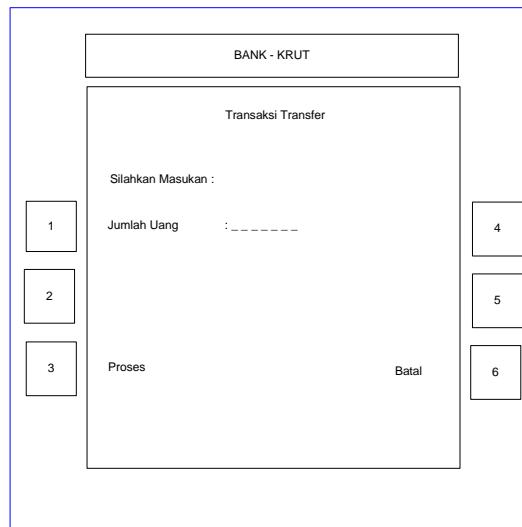 BANK - KRUT
Transaksi Transfer
Silahkan Masukan :
1
Jumlah Uang : _ _ _ _ _ _ _
4
2
5
3
Proses
Batal
6